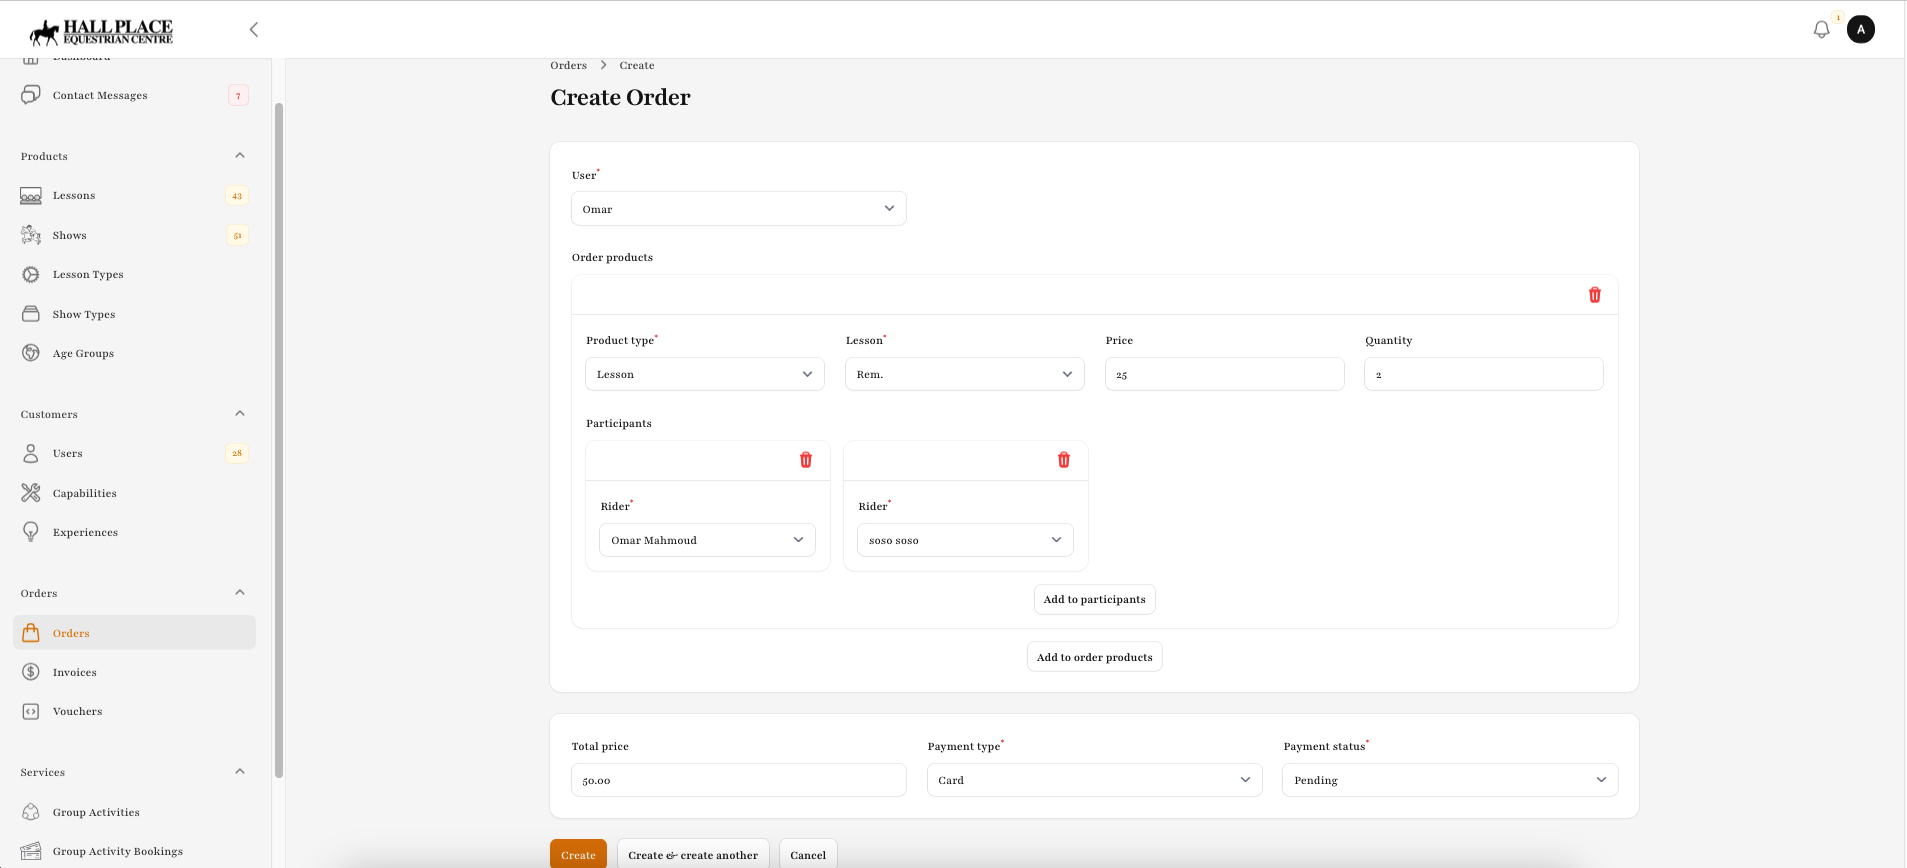 HALL PLACE
EQUESTRIAN CENTRE
1
A
Dashboard
Contact Messages 7
Products
Lessons 43
Shows 51
Lesson Types
Show Types
Age Groups
Customers
Users 28
Capabilities
Experiences
Orders
Orders
Invoices
Vouchers
Services
Group Activities
Group Activity Bookings
Orders > Create
Create Order
User*
Omar
Order products
Product type* Lesson* Price Quantity
Lesson Rem. 25 2
Participants
Rider* Rider*
Omar Mahmoud soso soso
Add to participants
Add to order products
Total price Payment type* Payment status*
50.00 Card Pending
Create Create & create another Cancel